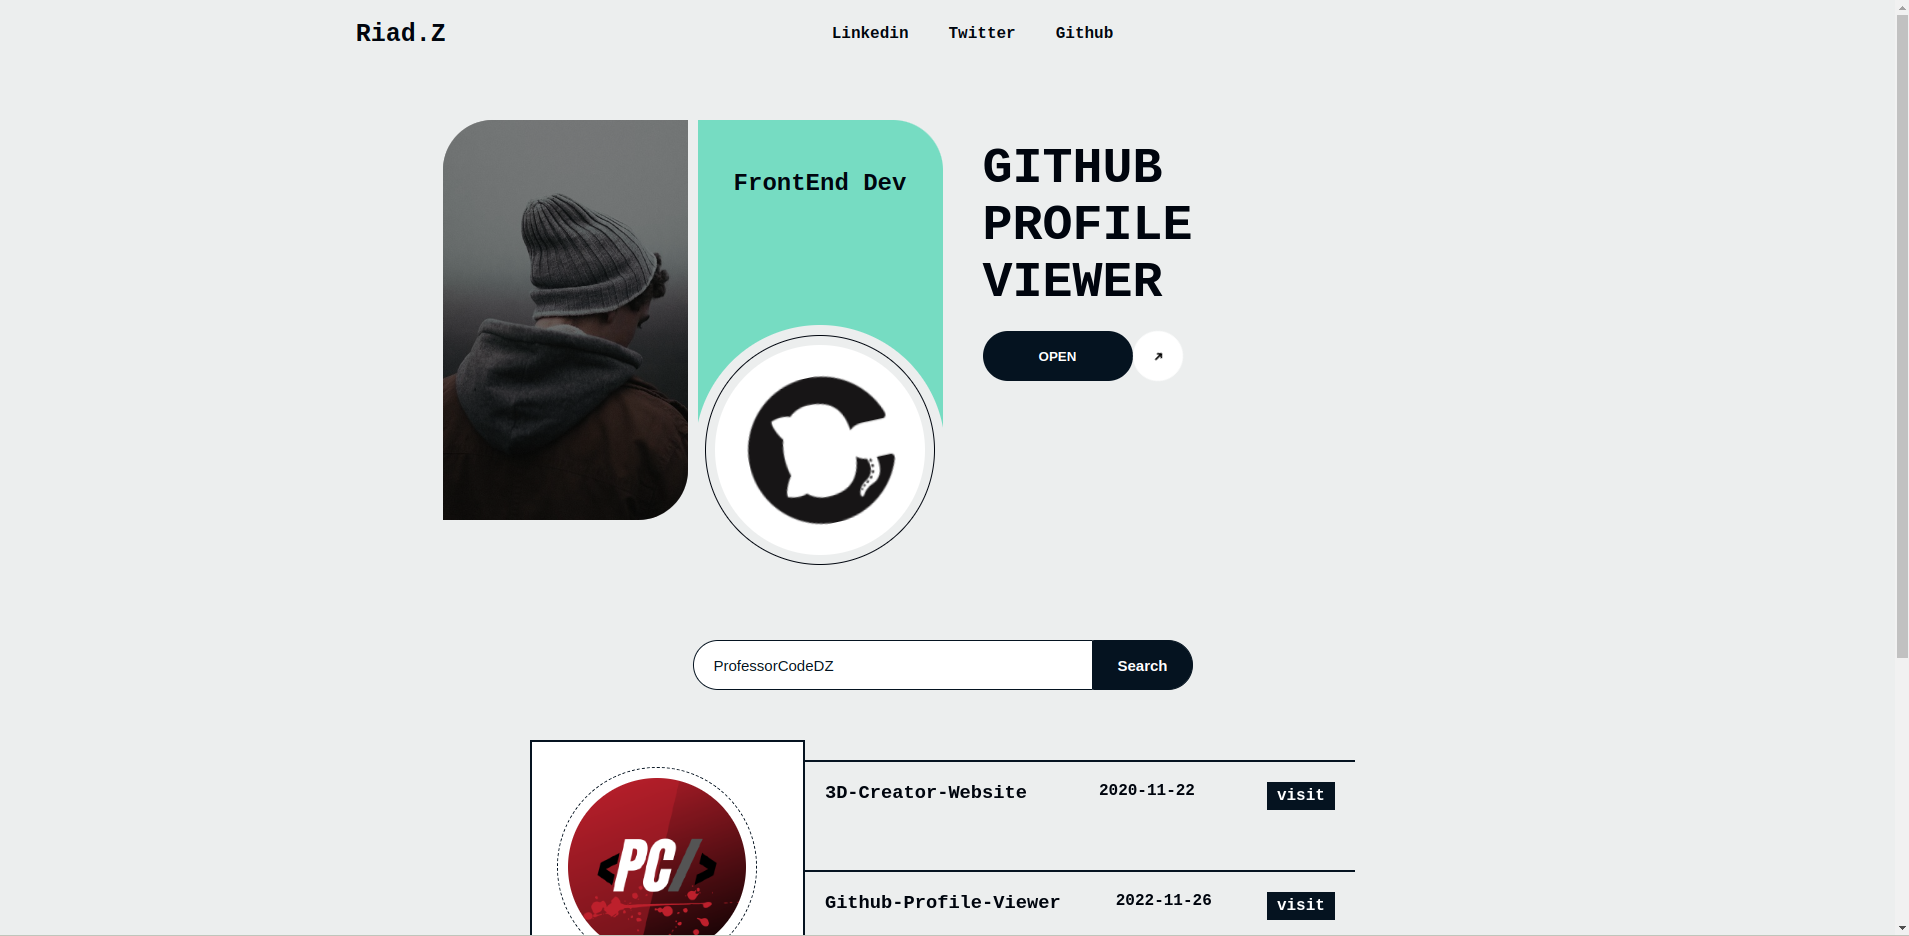 Riad.Z
Linkedin Twitter Github
FrontEnd Dev
GITHUB
PROFILE
VIEWER
OPEN
ProfessorCodeDZ
Search
<PC/>
3D-Creator-Website 2020-11-22 visit
Github-Profile-Viewer 2022-11-26 visit